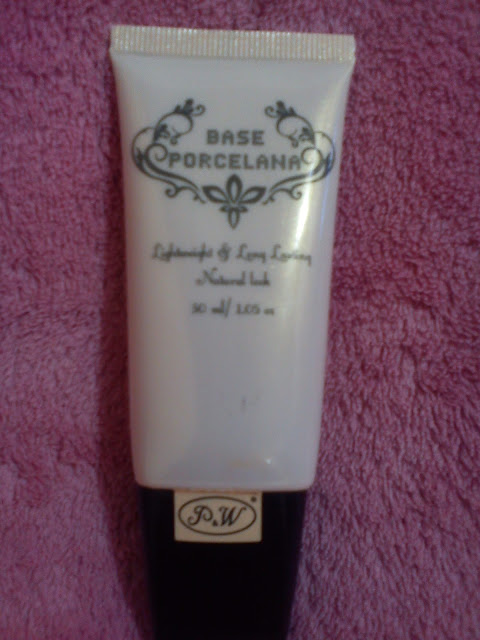 BASE
PORCELANA
Lightweight & Long Lasting
Natural look
30 ml/ 1.05 oz
P&W®